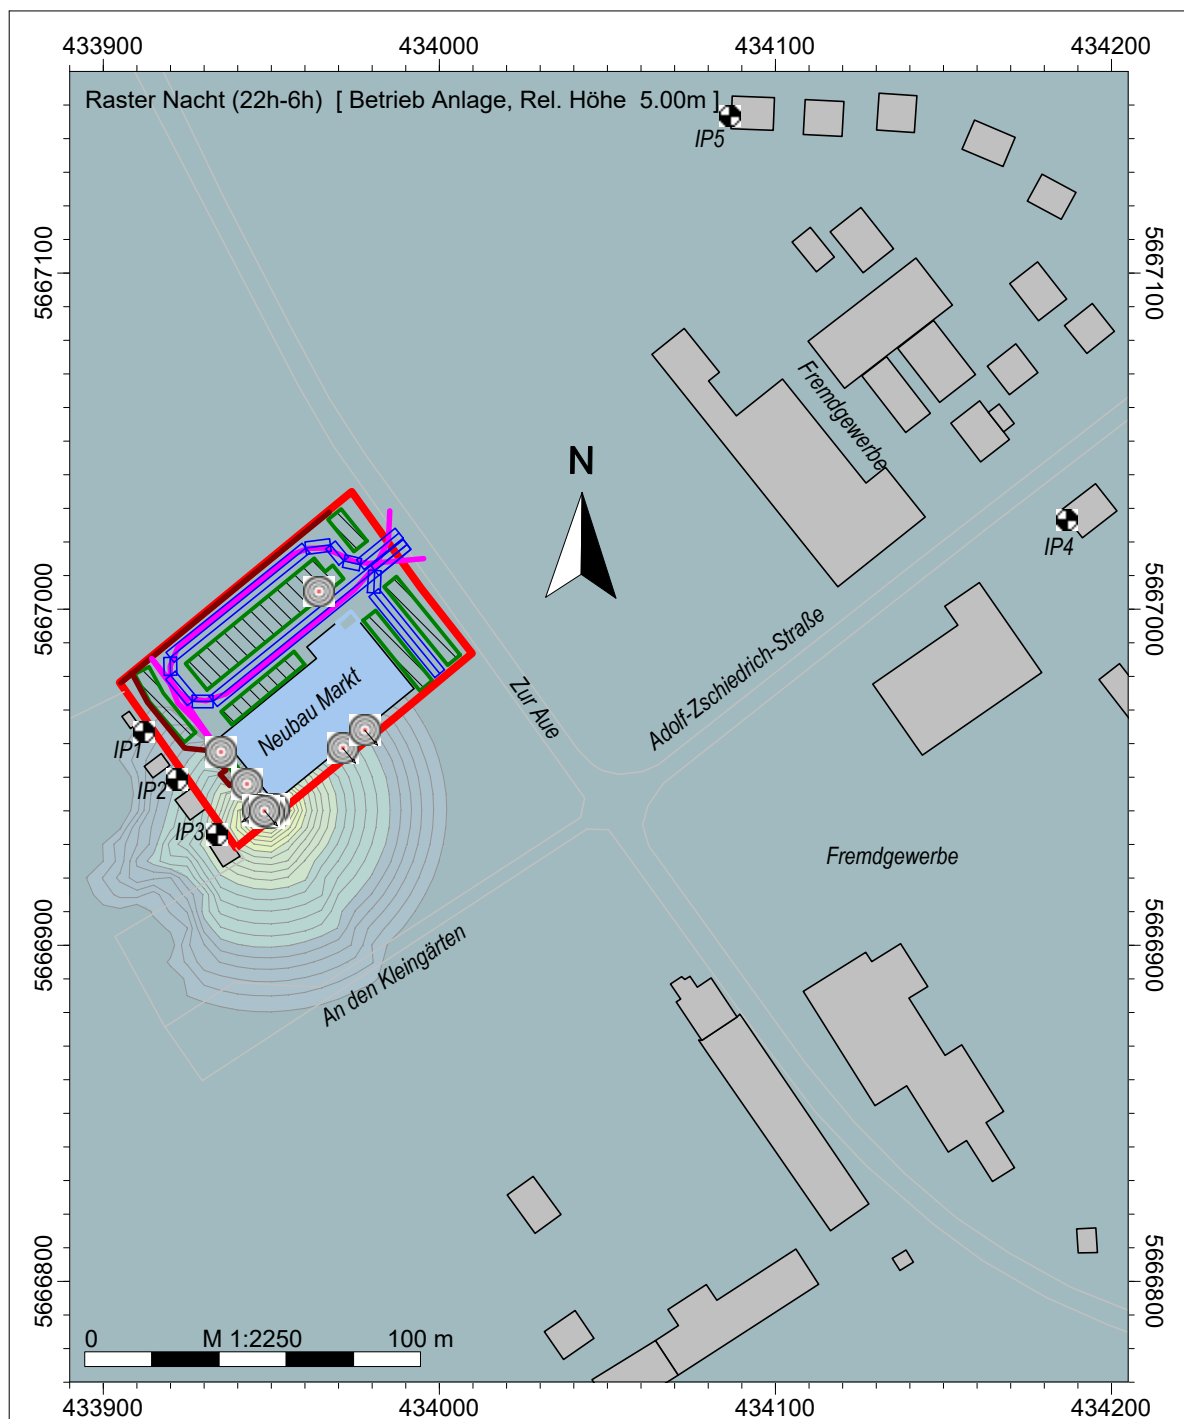 433900 434000 434100 434200
Raster Nacht (22h-6h) [ Betrieb Anlage, Rel. Höhe 5.00m ]
IP5
5667100 5667100
Fremdgewerbe
N
IP4
5667000 5667000
Adolf-Zschiedrich-Straße
Zur Aue
Neubau Markt
IP1
IP2
IP3
Fremdgewerbe
5666900 5666900
An den Kleingärten
5666800 5666800
0 M 1:2250 100 m
433900 434000 434100 434200